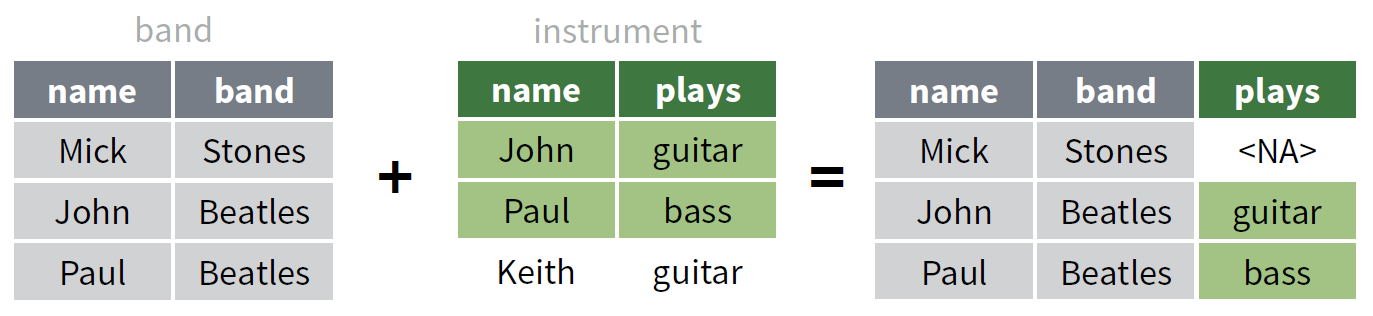 band instrument
name band name plays name band plays
Mick Stones John guitar Mick Stones <NA>
+ =
John Beatles Paul bass John Beatles guitar
Paul Beatles Keith guitar Paul Beatles bass